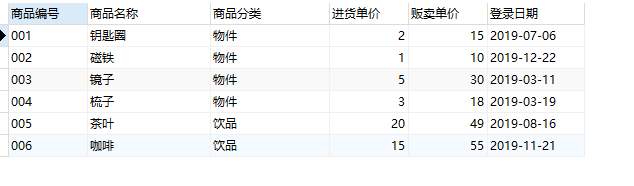 商品编号 商品名称 商品分类 进货单价 贩卖单价 登录日期
001 钥匙圈 物件 2 15 2019-07-06
002 磁铁 物件 1 10 2019-12-22
003 镜子 物件 5 30 2019-03-11
004 梳子 物件 3 18 2019-03-19
005 茶叶 饮品 20 49 2019-08-16
006 咖啡 饮品 15 55 2019-11-21